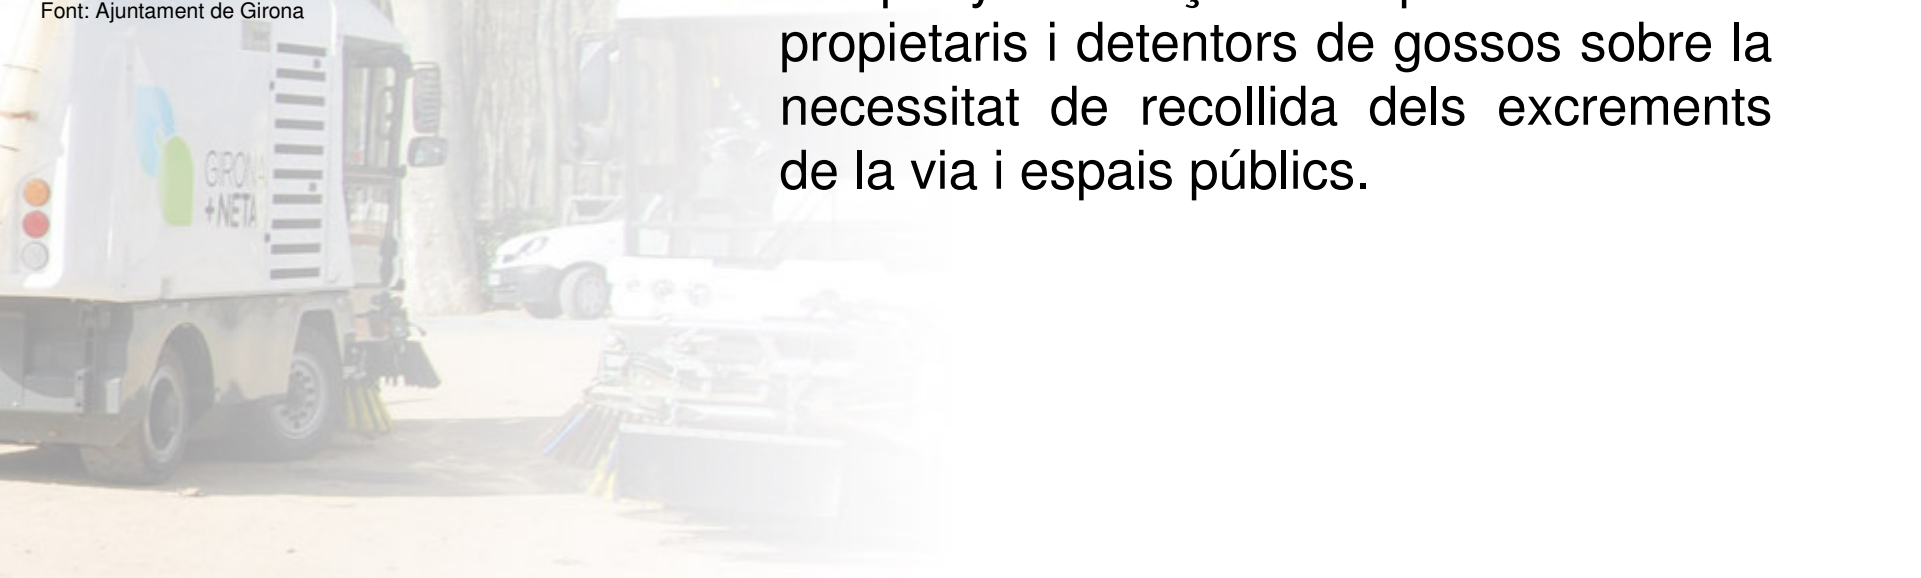 Font: Ajuntament de Girona
propietaris i detentors de gossos sobre la
necessitat de recollida dels excrements
de la via i espais públics.
GIRONA
+NETA